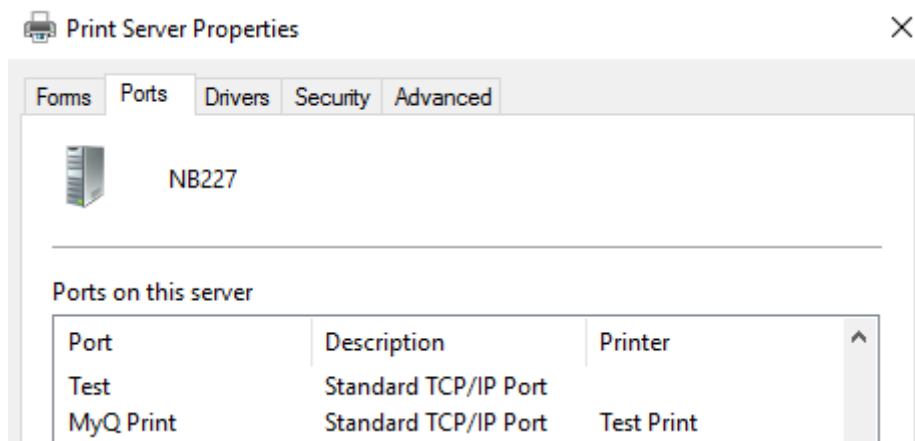 Print Server Properties
Forms Ports Drivers Security Advanced
NB227
Ports on this server
Port Description Printer
Test Standard TCP/IP Port
MyQ Print Standard TCP/IP Port Test Print